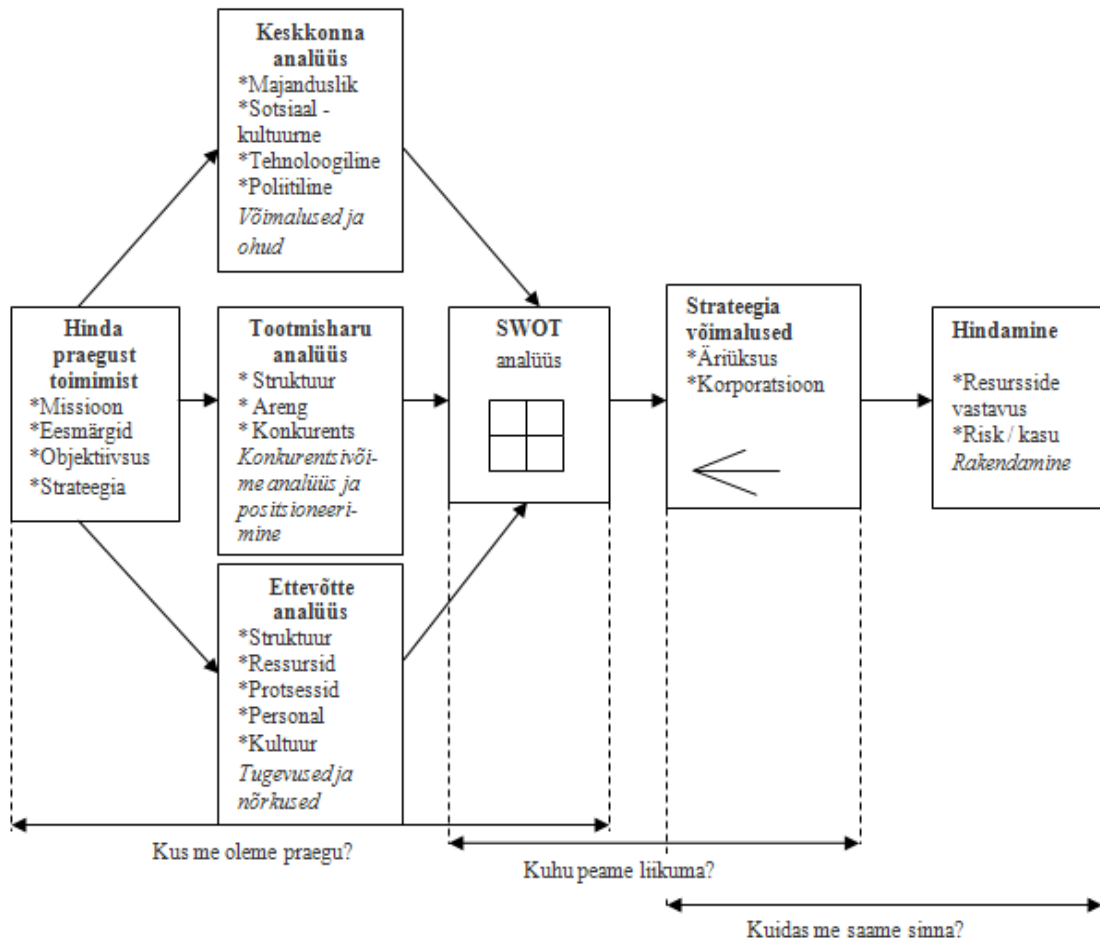 Keskkonna
analüüs
*Majanduslik
*Sotsiaal -
kultuurne
*Tehnoloogiline
*Poliitiline
Võimalused ja
ohud
Hinda
praegust
toimimist
*Missioon
*Eesmärgid
*Objektiivsus
*Strateegia
Tootmisharu
analüüs
* Struktuur
* Areng
* Konkurents
Konkurentsivõi-
me analüüs ja
positsioneeri-
mine
Ettevõtte
analüüs
*Struktuur
*Ressursid
*Protsessid
*Personal
*Kultuur
Tugevused ja
nõrkused
SWOT
analüüs
Strateegia
võimalused
*Äriüksus
*Korporatsioon
Hindamine
*Resursside
vastavus
*Risk / kasu
Rakendamine
Kus me oleme praegu?
Kuhu peame liikuma?
Kuidas me saame sinna?